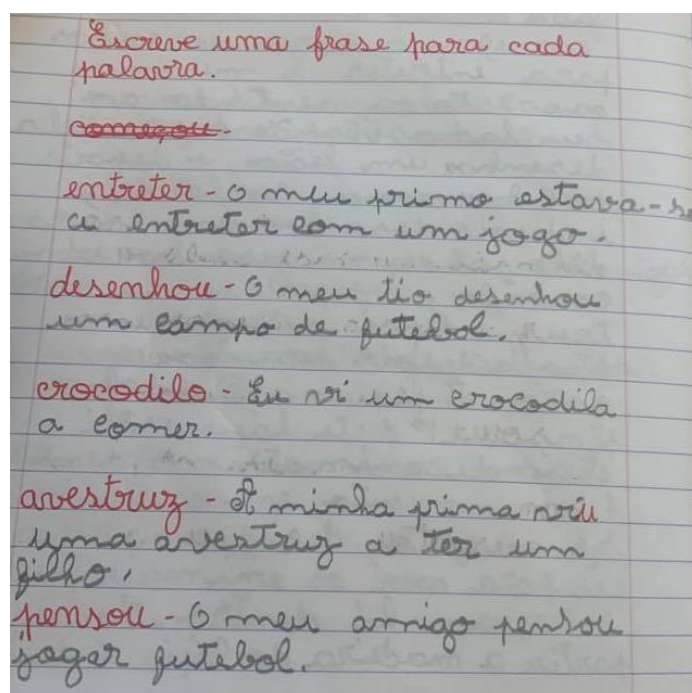 Escreve uma frase para cada
palavra.
começou-
entreter - O meu primo estava-se
a entreter com um jogo.
desenhou - O meu tio desenhou
um campo de futebol.
crocodilo - Eu vi um crocodila
a comer.
avestruz - A minha prima viu
uma avestruz a ter um
filho.
pensou - O meu amigo pensou
jogar futebol.